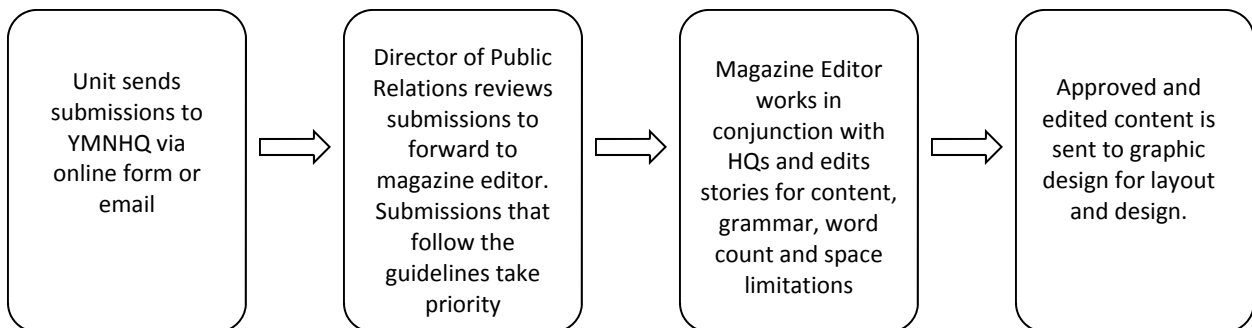 Unit sends
submissions to
YMNHQ via
online form or
email
Director of Public
Relations reviews
submissions to
forward to
magazine editor.
Submissions that
follow the
guidelines take
priority
Magazine Editor
works in
conjunction with
HQs and edits
stories for content,
grammar, word
count and space
limitations
Approved and
edited content is
sent to graphic
design for layout
and design.